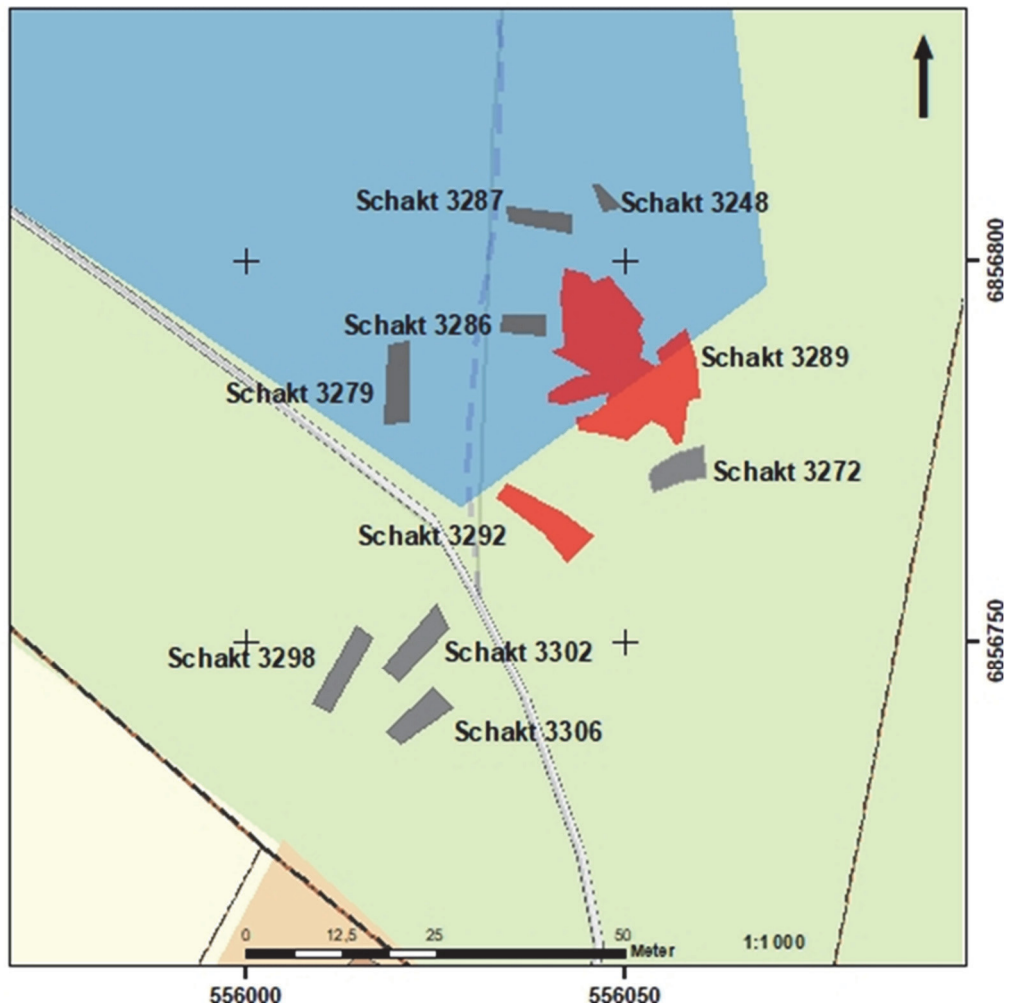 Schakt 3287
Schakt 3248
6856800
Schakt 3286
Schakt 3289
Schakt 3279
Schakt 3272
Schakt 3292
6856750
Schakt 3298
Schakt 3302
Schakt 3306
0 12,5 25 50 Meter
1:1 000
556000 556050